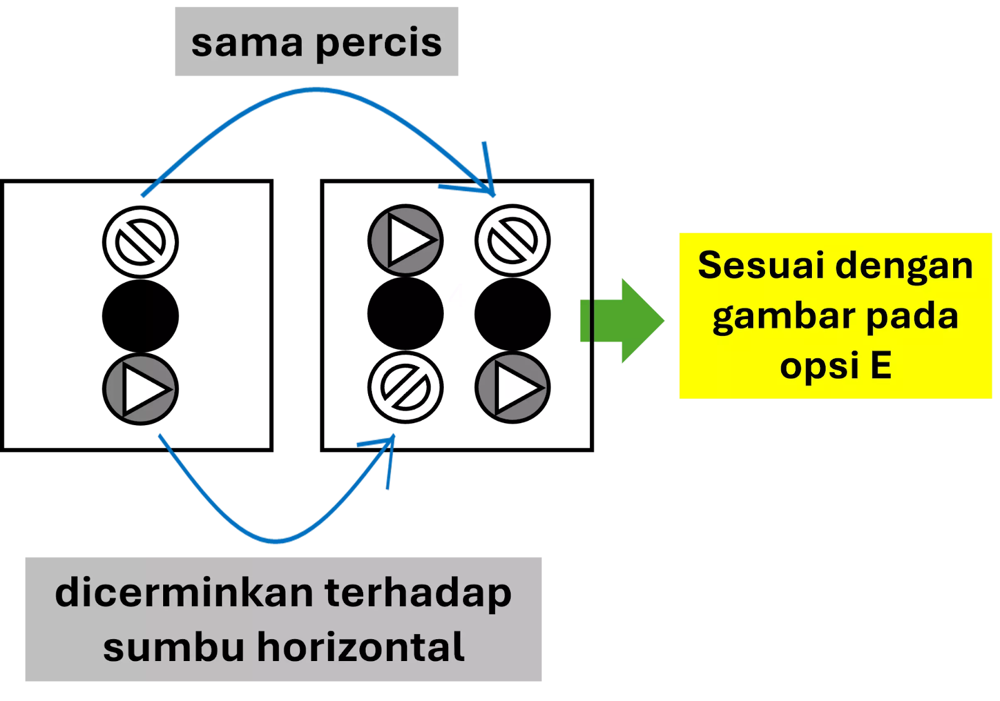 sama percis
Sesuai dengan
gambar pada
opsi E
dicerminkan terhadap
sumbu horizontal